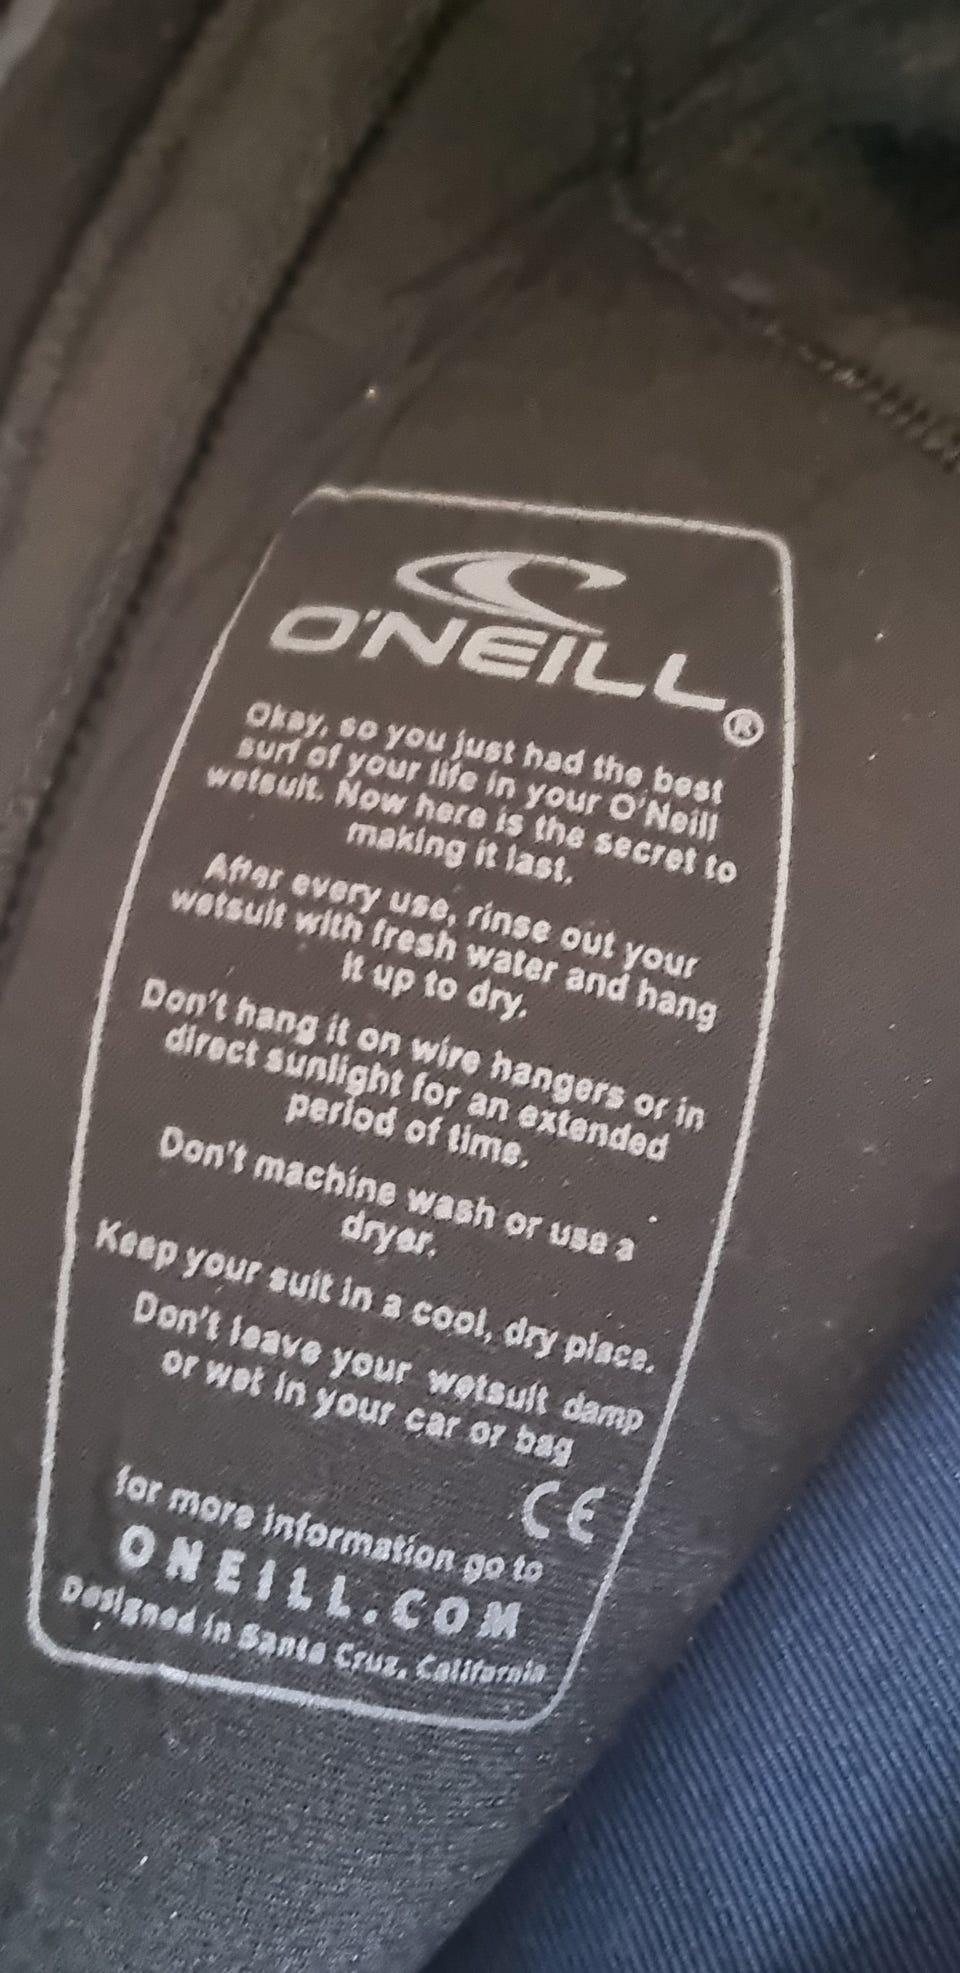 O'NEILL®
Okay, so you just had the best
surf of your life in your O'Neill
wetsuit. Now here is the secret to
making it last.
After every use, rinse out your
wetsuit with fresh water and hang
it up to dry.
Don't hang it on wire hangers or in
direct sunlight for an extended
period of time.
Don't machine wash or use a
dryer.
Keep your suit in a cool, dry place.
Don't leave your wetsuit damp
or wet in your car or bag
CE
for more information go to
ONEILL.COM
Designed in Santa Cruz, California